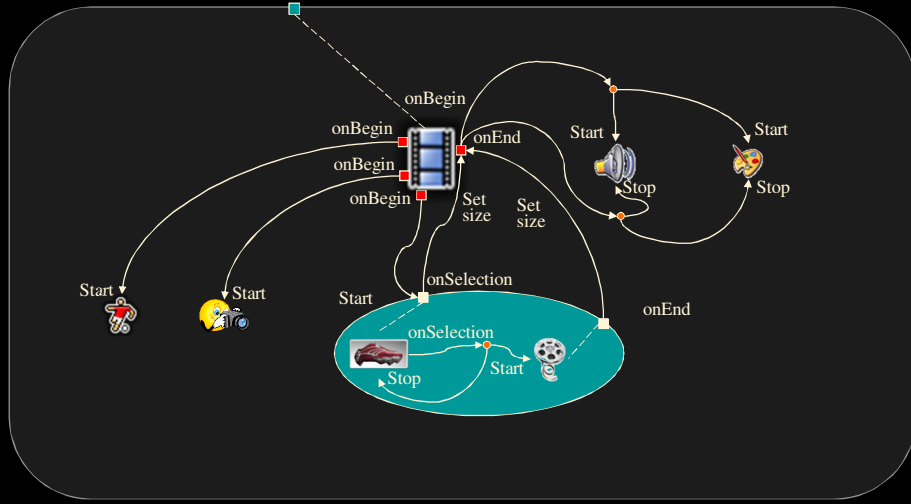 onBegin
onBegin
onEnd
Start
Start
onBegin
Stop
Stop
onBegin
Set
size
Set
size
onSelection
Start
Start
Start
onEnd
onSelection
Start
Stop